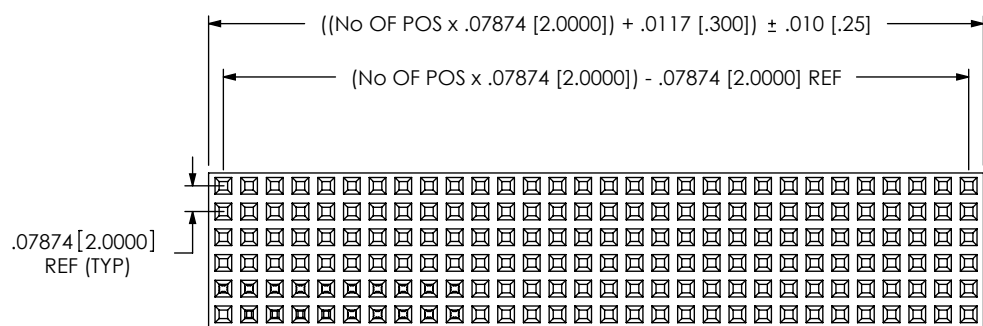 ((No OF POS x .07874 [2.0000]) + .0117 [.300]) ± .010 [.25]
(No OF POS x .07874 [2.0000]) - .07874 [2.0000] REF
.07874[2.0000]
REF (TYP)